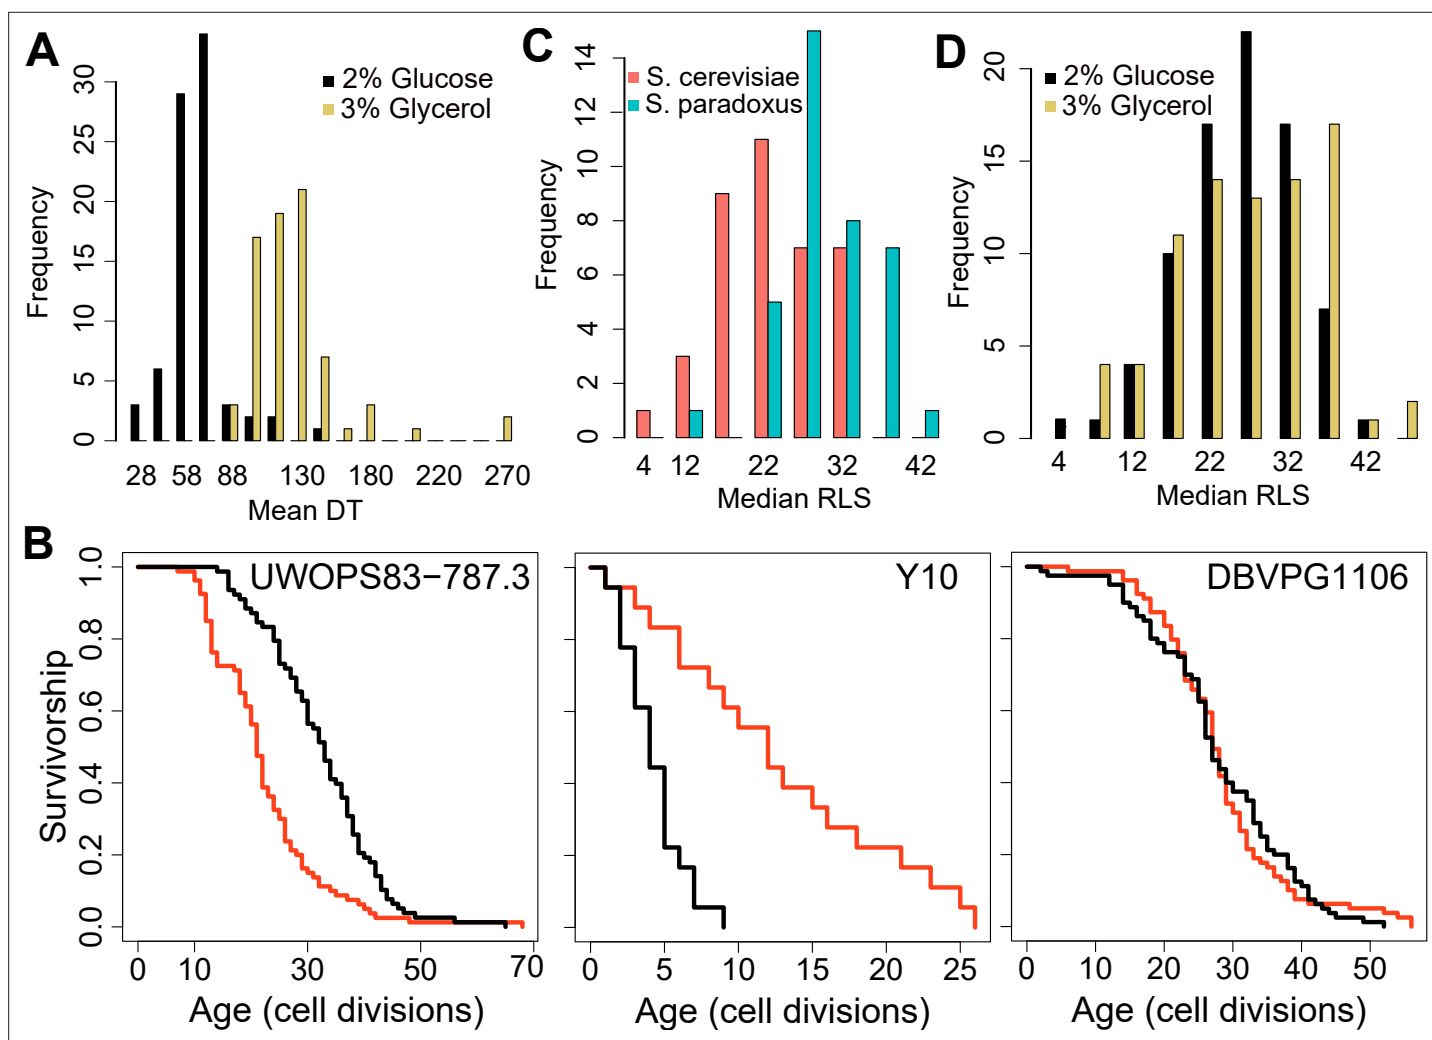 A
2% Glucose
3% Glycerol
Frequency
0 5 10 15 20 25 30
28 58 88 130 180 220 270
Mean DT
C
S. cerevisiae
S. paradoxus
Frequency
0 2 4 6 8 10 12 14
4 12 22 32 42
Median RLS
D
2% Glucose
3% Glycerol
Frequency
0 5 10 15 20
4 12 22 32 42
Median RLS
B
UWOPS83−787.3
Survivorship
0.0 0.2 0.4 0.6 0.8 1.0
0 10 30 50 70
Age (cell divisions)
Y10
0 5 10 15 20 25
Age (cell divisions)
DBVPG1106
0 10 20 30 40 50
Age (cell divisions)